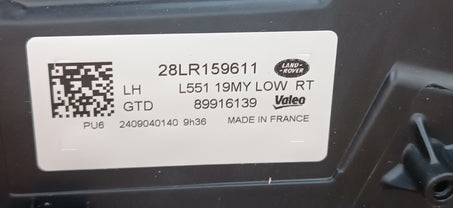 28LR159611
LAND-
ROVER
LH L551 19MY LOW RT
GTD 89916139 Valeo
PU6 2409040140 9h36 MADE IN FRANCE